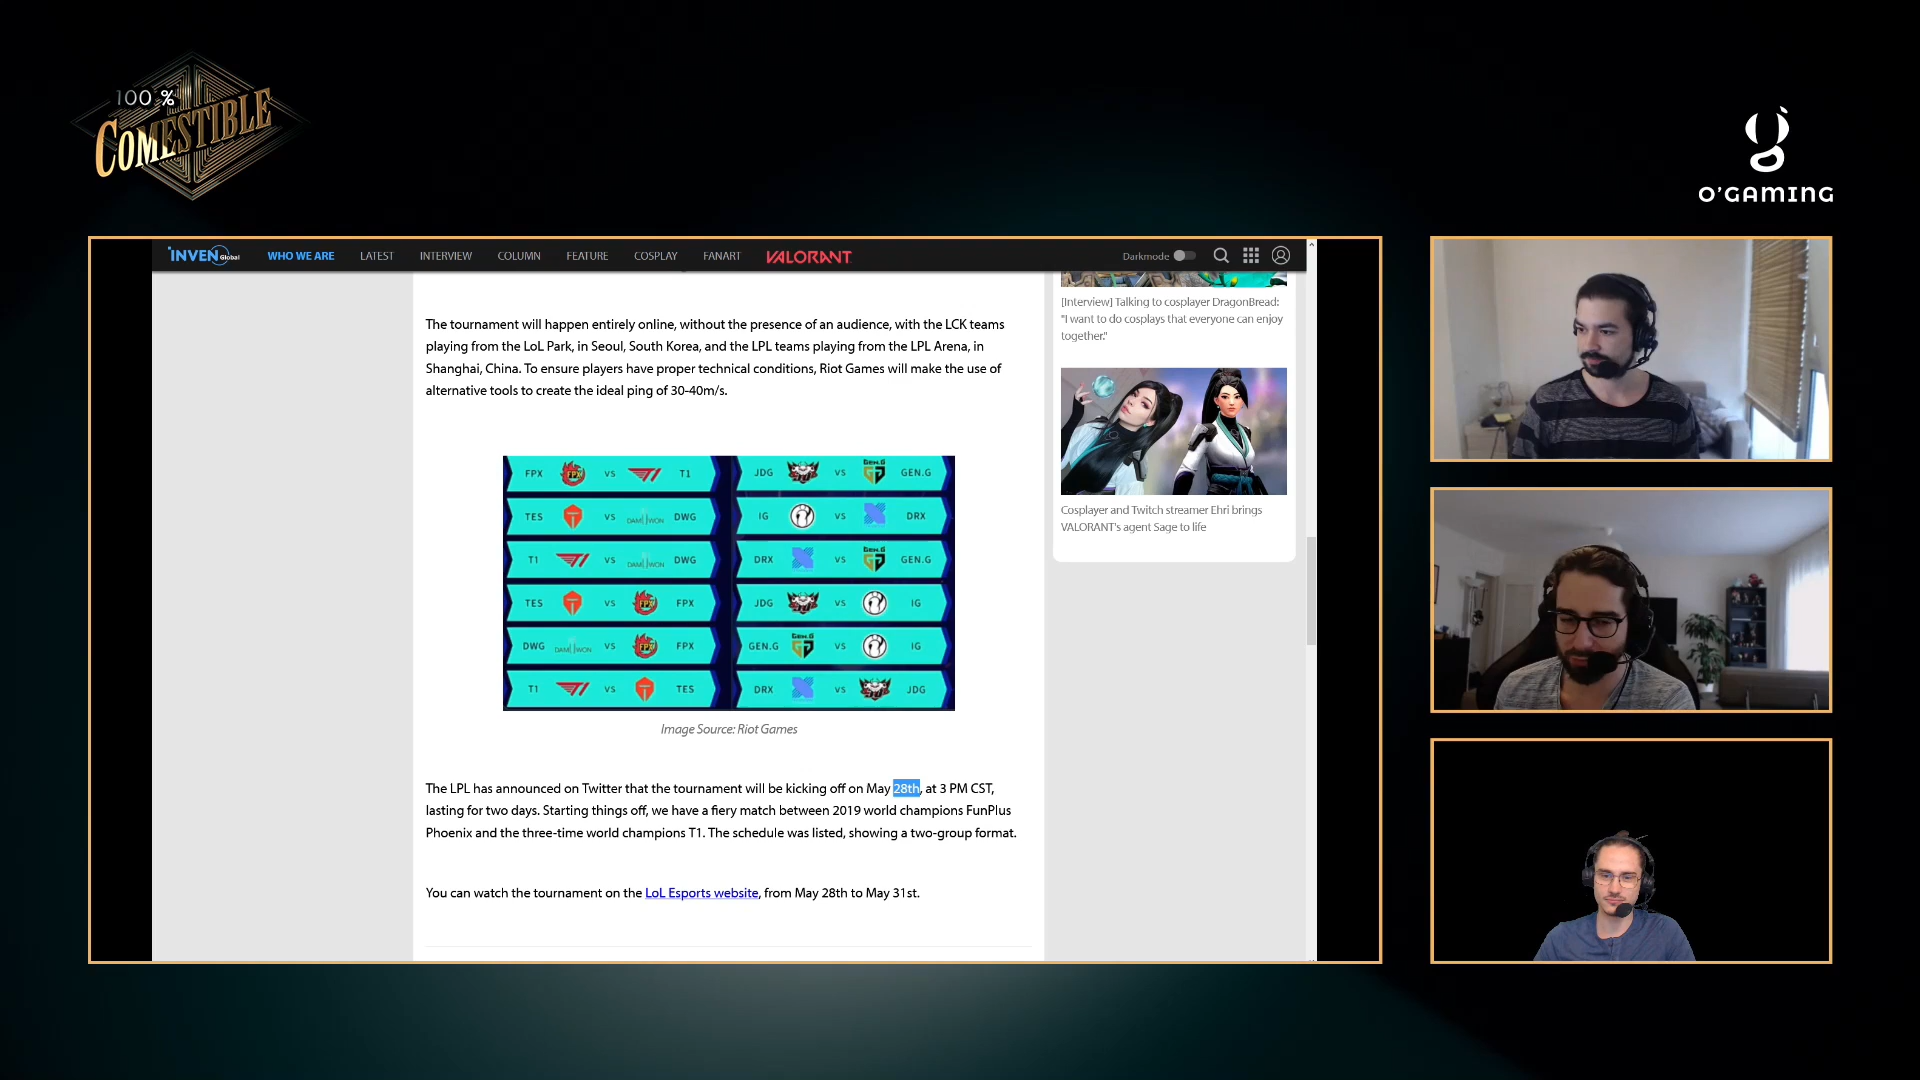 100 %
COMESTIBLE
O'GAMING
INVEN Global
WHO WE ARE
LATEST
INTERVIEW
COLUMN
FEATURE
COSPLAY
FANART
VALORANT
Darkmode
The tournament will happen entirely online, without the presence of an audience, with the LCK teams
playing from the LoL Park, in Seoul, South Korea, and the LPL teams playing from the LPL Arena, in
Shanghai, China. To ensure players have proper technical conditions, Riot Games will make the use of
alternative tools to create the ideal ping of 30-40m/s.
FPX FPX VS T1
JDG VS GEN.G GEN.G
TES VS DAMWON DWG
IG VS DRX
T1 VS DAMWON DWG
DRX VS GEN.G GEN.G
TES VS FPX FPX
JDG VS IG
DWG DAMWON VS FPX FPX
GEN.G GEN.G VS IG
T1 VS TES
DRX VS JDG
Image Source: Riot Games
The LPL has announced on Twitter that the tournament will be kicking off on May 28th, at 3 PM CST,
lasting for two days. Starting things off, we have a fiery match between 2019 world champions FunPlus
Phoenix and the three-time world champions T1. The schedule was listed, showing a two-group format.
You can watch the tournament on the LoL Esports website, from May 28th to May 31st.
[Interview] Talking to cosplayer DragonBread:
"I want to do cosplays that everyone can enjoy
together."
Cosplayer and Twitch streamer Ehri brings
VALORANT's agent Sage to life